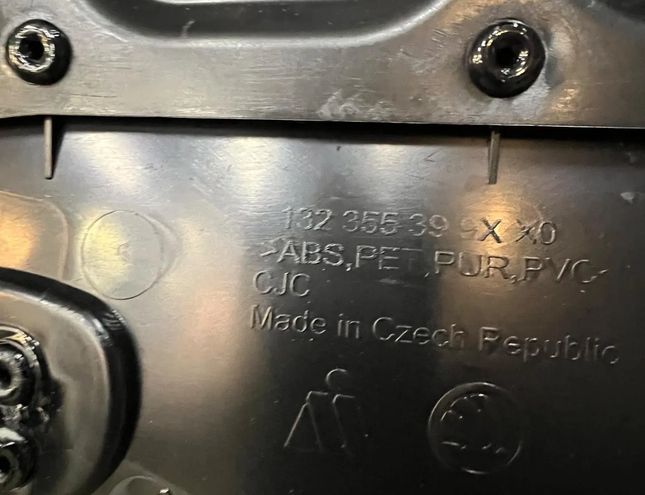 132 355 39 9X X0
>ABS,PET,PUR,PVC<
CJC
Made in Czech Republic